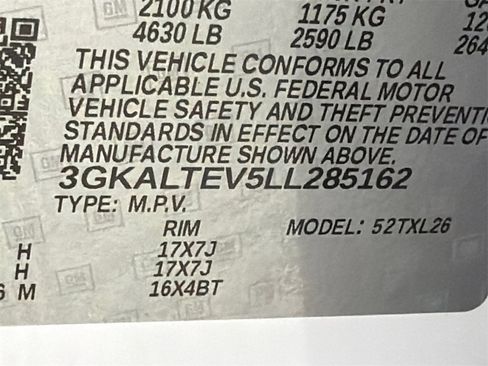 2100 KG 1175 KG
4630 LB 2590 LB 264
THIS VEHICLE CONFORMS TO ALL
APPLICABLE U.S. FEDERAL MOTOR
VEHICLE SAFETY AND THEFT PREVENTI
STANDARDS IN EFFECT ON THE DATE OF
MANUFACTURE SHOWN ABOVE.
3GKALTEV5LL285162
TYPE: M.P.V.
RIM MODEL: 52TXL26
H 17X7J
H 17X7J
M 16X4BT
GM